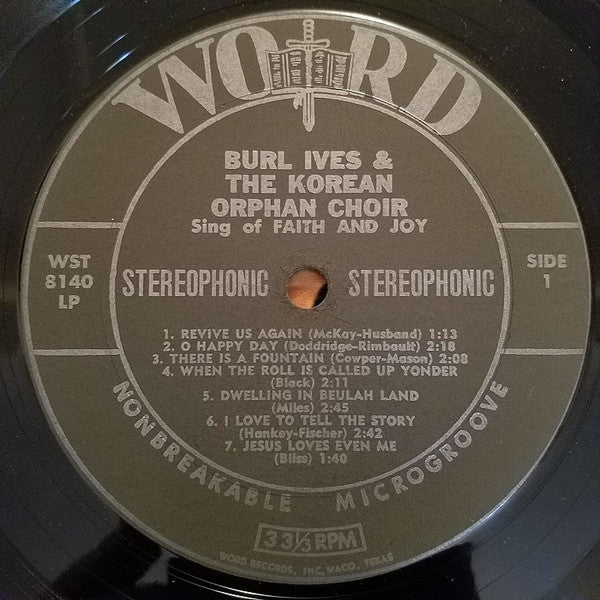 WORD
BURL IVES &
THE KOREAN
ORPHAN CHOIR
Sing of FAITH AND JOY
WST
8140
LP
STEREOPHONIC STEREOPHONIC
SIDE
1
1. REVIVE US AGAIN (McKay-Husband) 1:13
2. O HAPPY DAY (Doddridge-Rimbault) 2:18
3. THERE IS A FOUNTAIN (Cowper-Mason) 2:08
4. WHEN THE ROLL IS CALLED UP YONDER
(Black) 2:11
5. DWELLING IN BEULAH LAND
(Miles) 2:45
6. I LOVE TO TELL THE STORY
(Hankey-Fischer) 2:42
7. JESUS LOVES EVEN ME
(Bliss) 1:40
NONBREAKABLE MICROGROOVE
33⅓ RPM
WORD RECORDS, INC. WACO, TEXAS